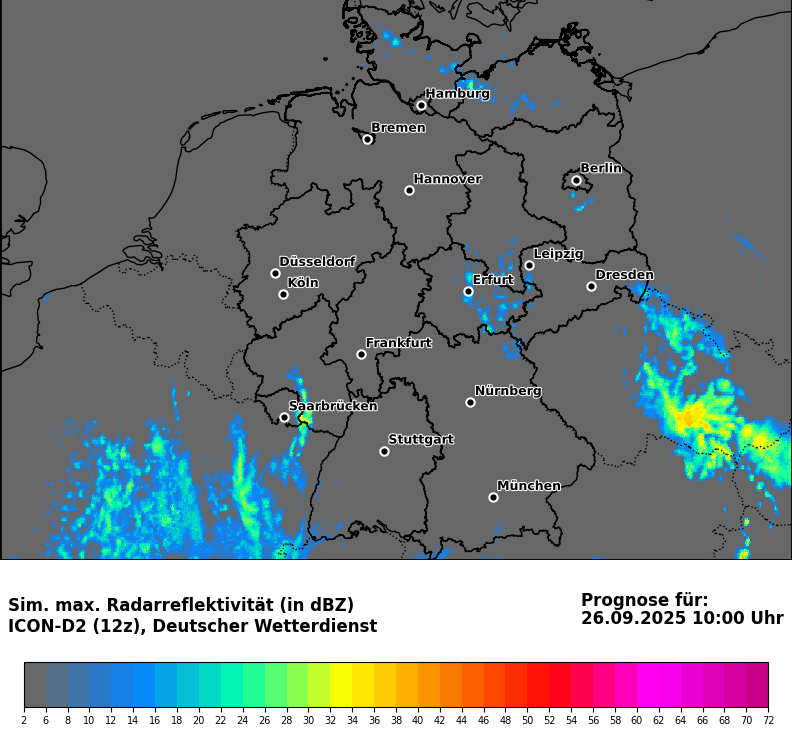 Hamburg
Bremen
Berlin
Hannover
Düsseldorf
Leipzig
Köln
Erfurt
Dresden
Frankfurt
Nürnberg
Saarbrücken
Stuttgart
München
Sim. max. Radarreflektivität (in dBZ)
ICON-D2 (12z), Deutscher Wetterdienst
Prognose für:
26.09.2025 10:00 Uhr
2 6 8 10 12 14 16 18 20 22 24 26 28 30 32 34 36 38 40 42 44 46 48 50 52 54 56 58 60 62 64 66 68 70 72